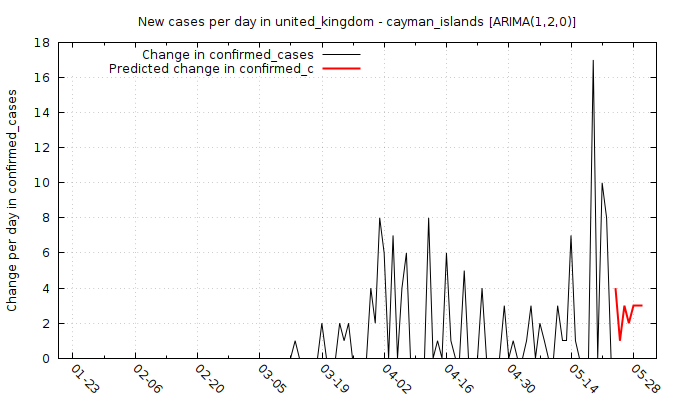 New cases per day in united_kingdom - cayman_islands [ARIMA(1,2,0)]
Change in confirmed_cases
Predicted change in confirmed_c
Change per day in confirmed_cases
18
16
14
12
10
8
6
4
2
0
01-23 02-06 02-20 03-05 03-19 04-02 04-16 04-30 05-14 05-28